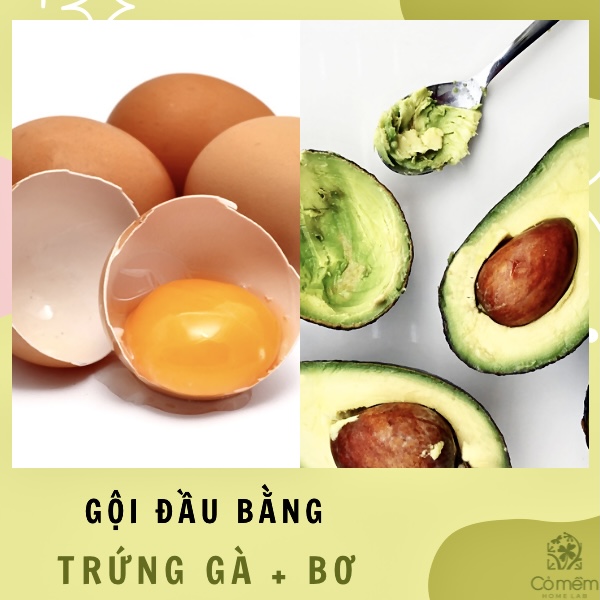 GỘI ĐẦU BẰNG
TRỨNG GÀ + BƠ
Cỏ mềm
HOME LAB